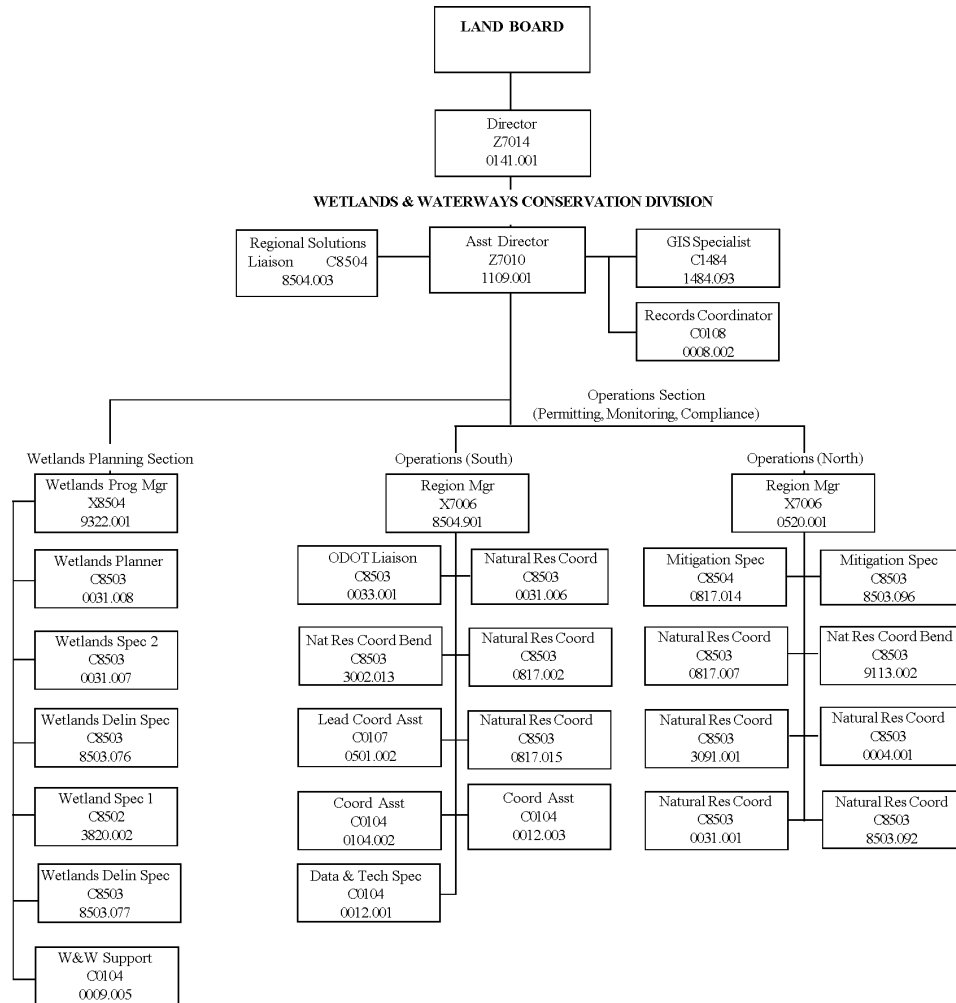 LAND BOARD
Director
Z7014
0141.001
WETLANDS & WATERWAYS CONSERVATION DIVISION
Regional Solutions
Liaison C8504
8504.003
Asst Director
Z7010
1109.001
GIS Specialist
C1484
1484.093
Records Coordinator
C0108
0008.002
Operations Section
(Permitting, Monitoring, Compliance)
Wetlands Planning Section
Wetlands Prog Mgr
X8504
9322.001
Wetlands Planner
C8503
0031.008
Wetlands Spec 2
C8503
0031.007
Wetlands Delin Spec
C8503
8503.076
Wetland Spec 1
C8502
3820.002
Wetlands Delin Spec
C8503
8503.077
W&W Support
C0104
0009.005
Operations (South)
Region Mgr
X7006
8504.901
ODOT Liaison
C8503
0033.001
Natural Res Coord
C8503
0031.006
Nat Res Coord Bend
C8503
3002.013
Natural Res Coord
C8503
0817.002
Lead Coord Asst
C0107
0501.002
Natural Res Coord
C8503
0817.015
Coord Asst
C0104
0104.002
Coord Asst
C0104
0012.003
Data & Tech Spec
C0104
0012.001
Operations (North)
Region Mgr
X7006
0520.001
Mitigation Spec
C8504
0817.014
Mitigation Spec
C8503
8503.096
Natural Res Coord
C8503
0817.007
Nat Res Coord Bend
C8503
9113.002
Natural Res Coord
C8503
3091.001
Natural Res Coord
C8503
0004.001
Natural Res Coord
C8503
0031.001
Natural Res Coord
C8503
8503.092